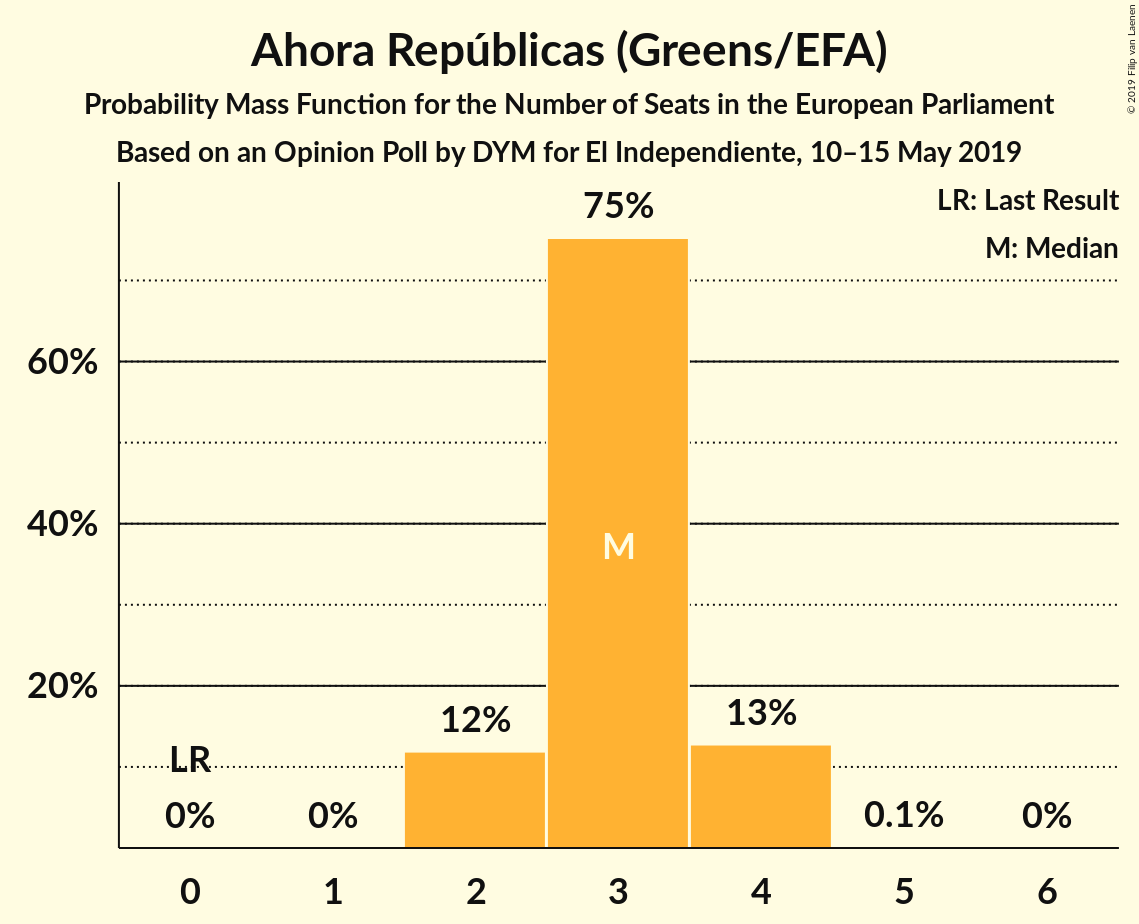 Ahora Repúblicas (Greens/EFA)
Probability Mass Function for the Number of Seats in the European Parliament
Based on an Opinion Poll by DYM for El Independiente, 10–15 May 2019
© 2019 Filip van Laenen
LR: Last Result
M: Median
75%
60%
40%
M
20%
12%
13%
LR
0%
0%
0.1%
0%
0 1 2 3 4 5 6